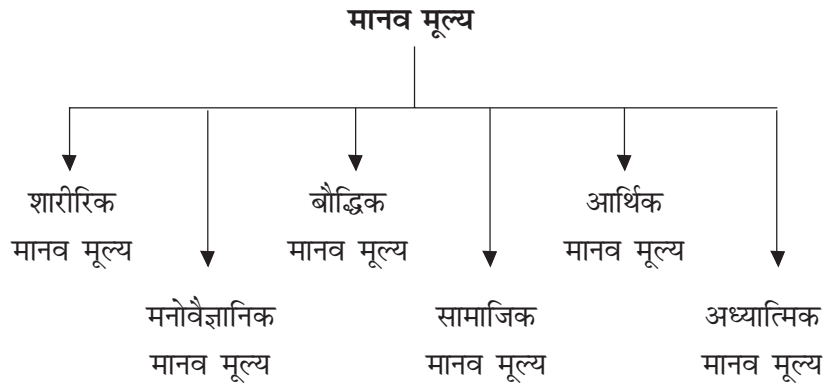 मानव मूल्य
शारीरिक
मानव मूल्य
बौद्धिक
मानव मूल्य
आर्थिक
मानव मूल्य
मनोवैज्ञानिक
मानव मूल्य
सामाजिक
मानव मूल्य
अध्यात्मिक
मानव मूल्य